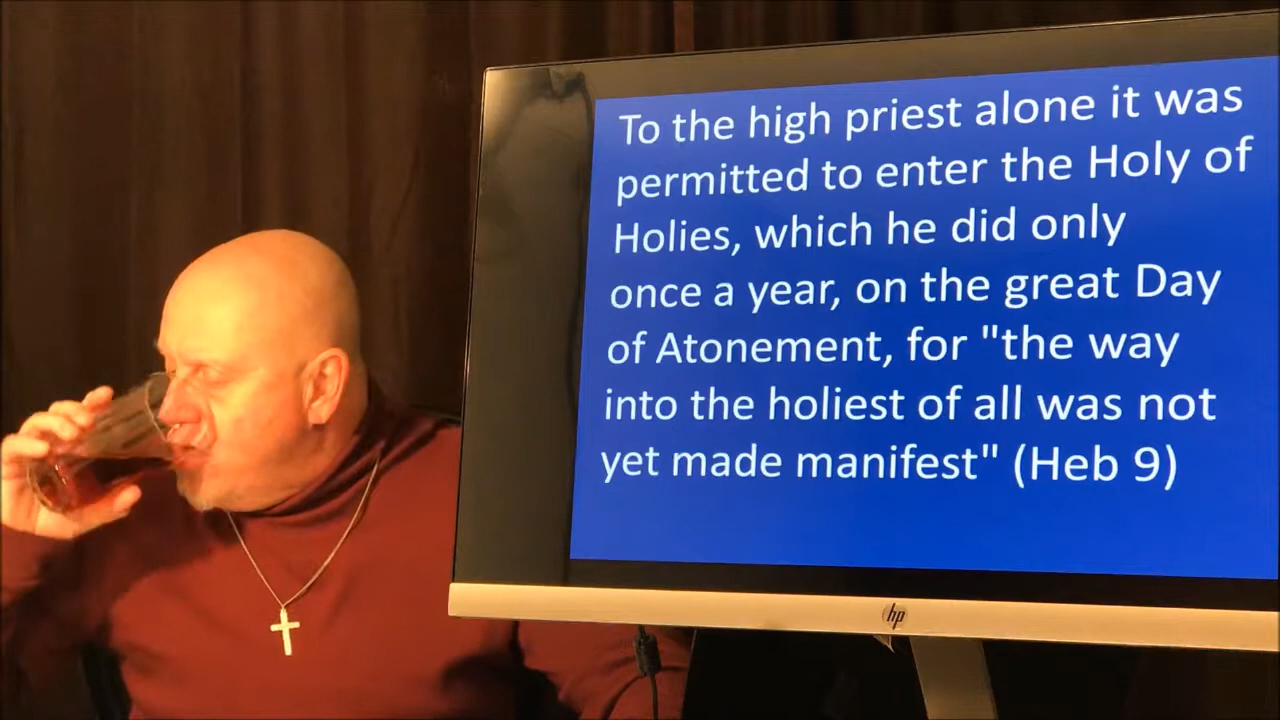 To the high priest alone it was
permitted to enter the Holy of
Holies, which he did only
once a year, on the great Day
of Atonement, for "the way
into the holiest of all was not
yet made manifest" (Heb 9)
hp